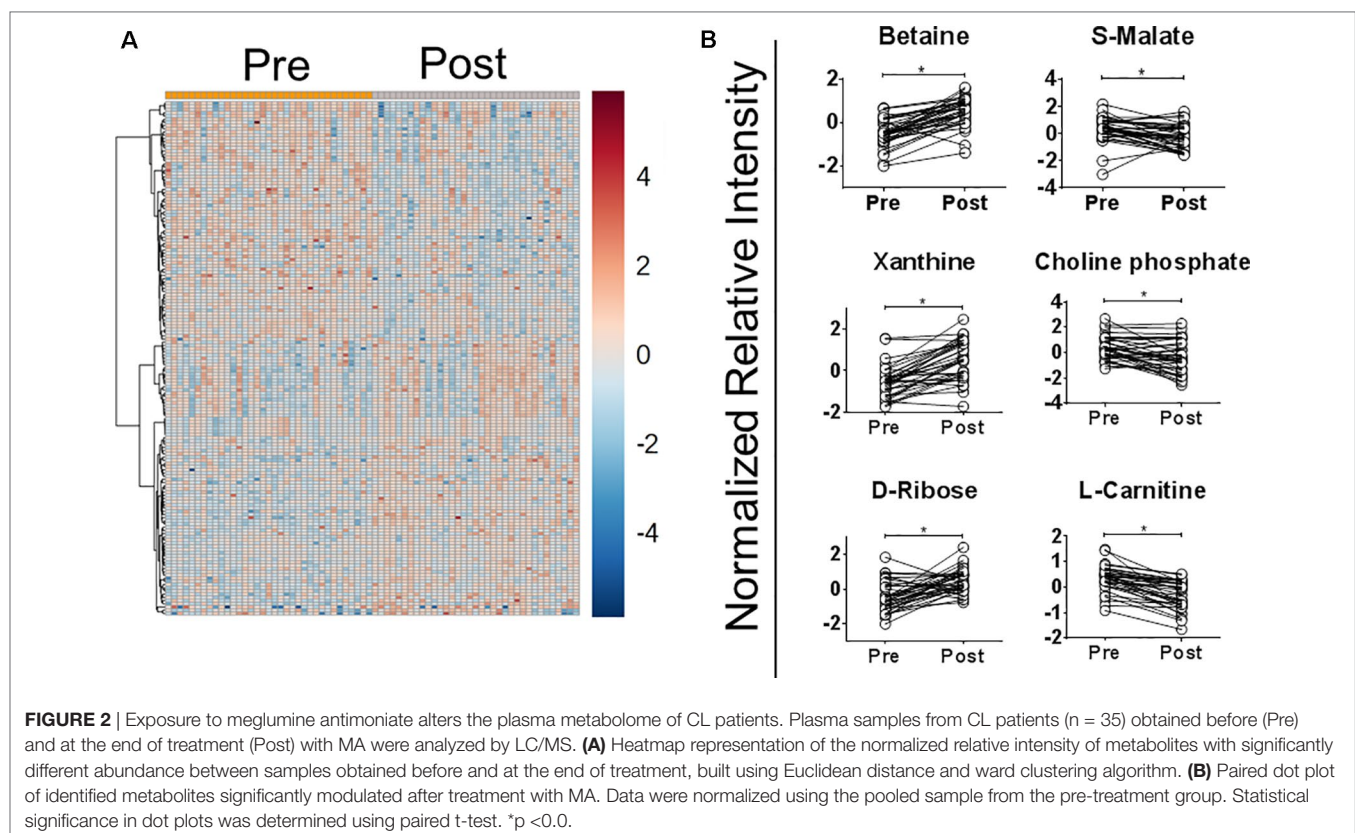 A
Pre
Post
4
2
0
-2
-4
B
Normalized Relative Intensity
Betaine
*
2
0
-2
Pre
Post
S-Malate
*
4
2
0
-2
-4
Pre
Post
Xanthine
*
2
0
-2
Pre
Post
Choline phosphate
*
4
2
0
-2
-4
Pre
Post
D-Ribose
*
2
0
-2
Pre
Post
L-Carnitine
*
2
1
0
-1
-2
Pre
Post
FIGURE 2 | Exposure to meglumine antimoniate alters the plasma metabolome of CL patients. Plasma samples from CL patients (n = 35) obtained before (Pre)
and at the end of treatment (Post) with MA were analyzed by LC/MS. (A) Heatmap representation of the normalized relative intensity of metabolites with significantly
different abundance between samples obtained before and at the end of treatment, built using Euclidean distance and ward clustering algorithm. (B) Paired dot plot
of identified metabolites significantly modulated after treatment with MA. Data were normalized using the pooled sample from the pre-treatment group. Statistical
significance in dot plots was determined using paired t-test. *p <0.0.